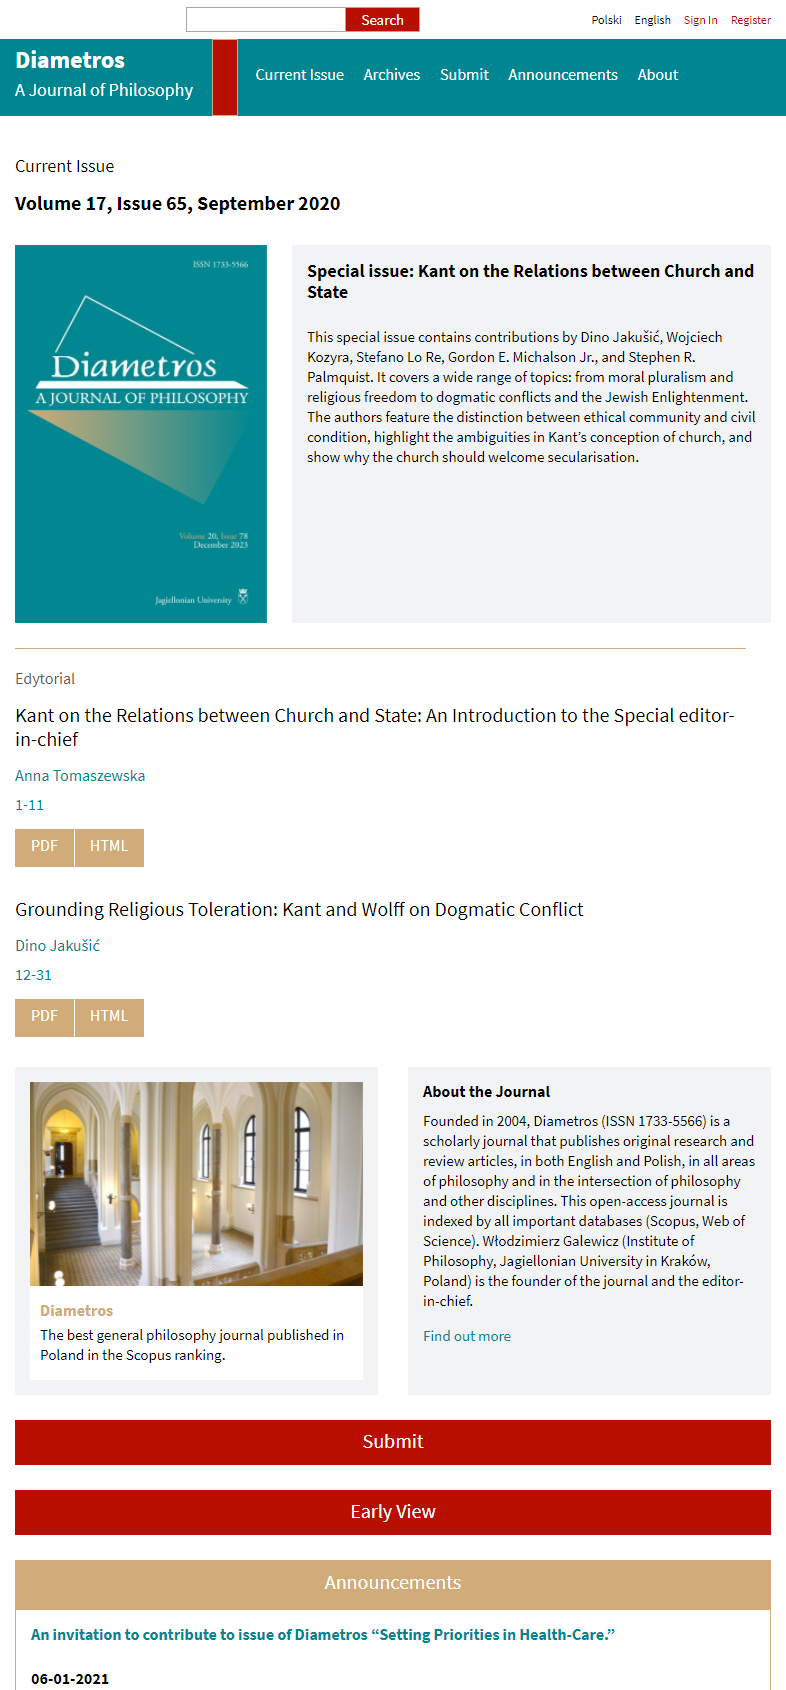 Search
Polski English Sign In Register
Diametros
A Journal of Philosophy
Current Issue Archives Submit Announcements About
Current Issue
Volume 17, Issue 65, September 2020
ISSN 1733-5566
Diametros
A JOURNAL OF PHILOSOPHY
Volume 20, Issue 78
December 2023
Jagiellonian University
Special issue: Kant on the Relations between Church and
State
This special issue contains contributions by Dino Jakušić, Wojciech
Kozyra, Stefano Lo Re, Gordon E. Michalson Jr., and Stephen R.
Palmquist. It covers a wide range of topics: from moral pluralism and
religious freedom to dogmatic conflicts and the Jewish Enlightenment.
The authors feature the distinction between ethical community and civil
condition, highlight the ambiguities in Kant’s conception of church, and
show why the church should welcome secularisation.
Edytorial
Kant on the Relations between Church and State: An Introduction to the Special editor-
in-chief
Anna Tomaszewska
1-11
PDF HTML
Grounding Religious Toleration: Kant and Wolff on Dogmatic Conflict
Dino Jakušić
12-31
PDF HTML
Diametros
The best general philosophy journal published in
Poland in the Scopus ranking.
About the Journal
Founded in 2004, Diametros (ISSN 1733-5566) is a
scholarly journal that publishes original research and
review articles, in both English and Polish, in all areas
of philosophy and in the intersection of philosophy
and other disciplines. This open-access journal is
indexed by all important databases (Scopus, Web of
Science). Włodzimierz Galewicz (Institute of
Philosophy, Jagiellonian University in Kraków,
Poland) is the founder of the journal and the editor-
in-chief.
Find out more
Submit
Early View
Announcements
An invitation to contribute to issue of Diametros “Setting Priorities in Health-Care.”
06-01-2021